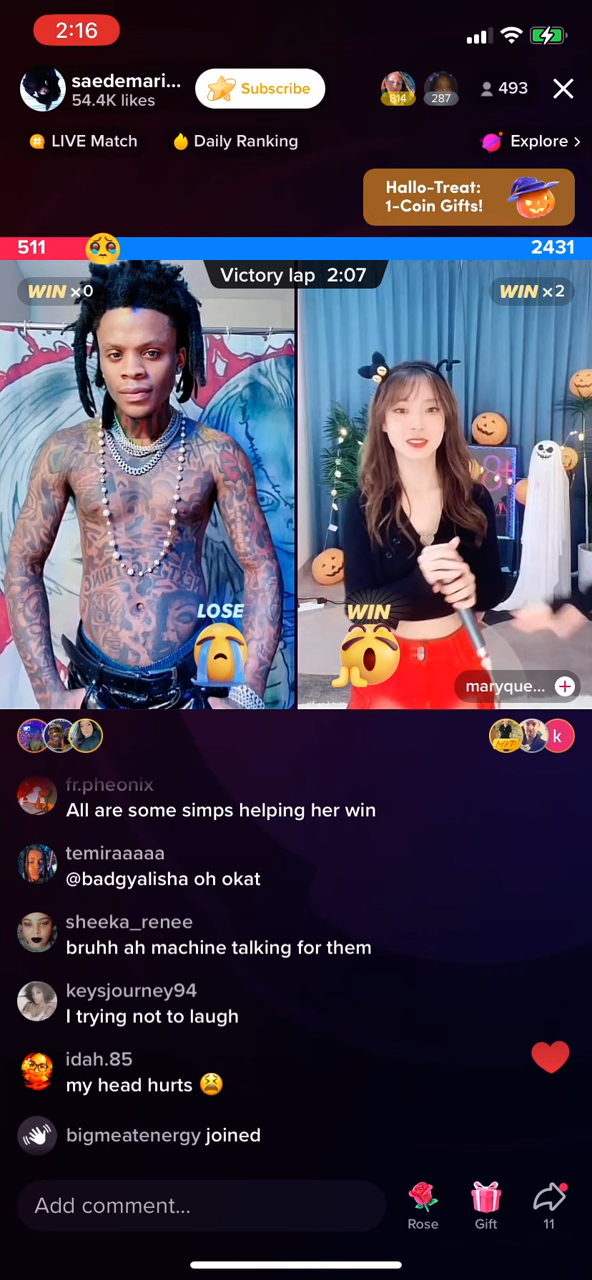 2:16
saedemari...
54.4K likes
Subscribe
814
287
493
LIVE Match
Daily Ranking
Explore >
Hallo-Treat:
1-Coin Gifts!
511
2431
Victory lap 2:07
WIN x0
WIN x2
LOSE
WIN
maryque...
k
fr.pheonix
All are some simps helping her win
temiraaaaa
@badgyalisha oh okat
sheeka_renee
bruhh ah machine talking for them
keysjourney94
I trying not to laugh
idah.85
my head hurts 😫
bigmeatenergy joined
Add comment...
Rose
Gift
11